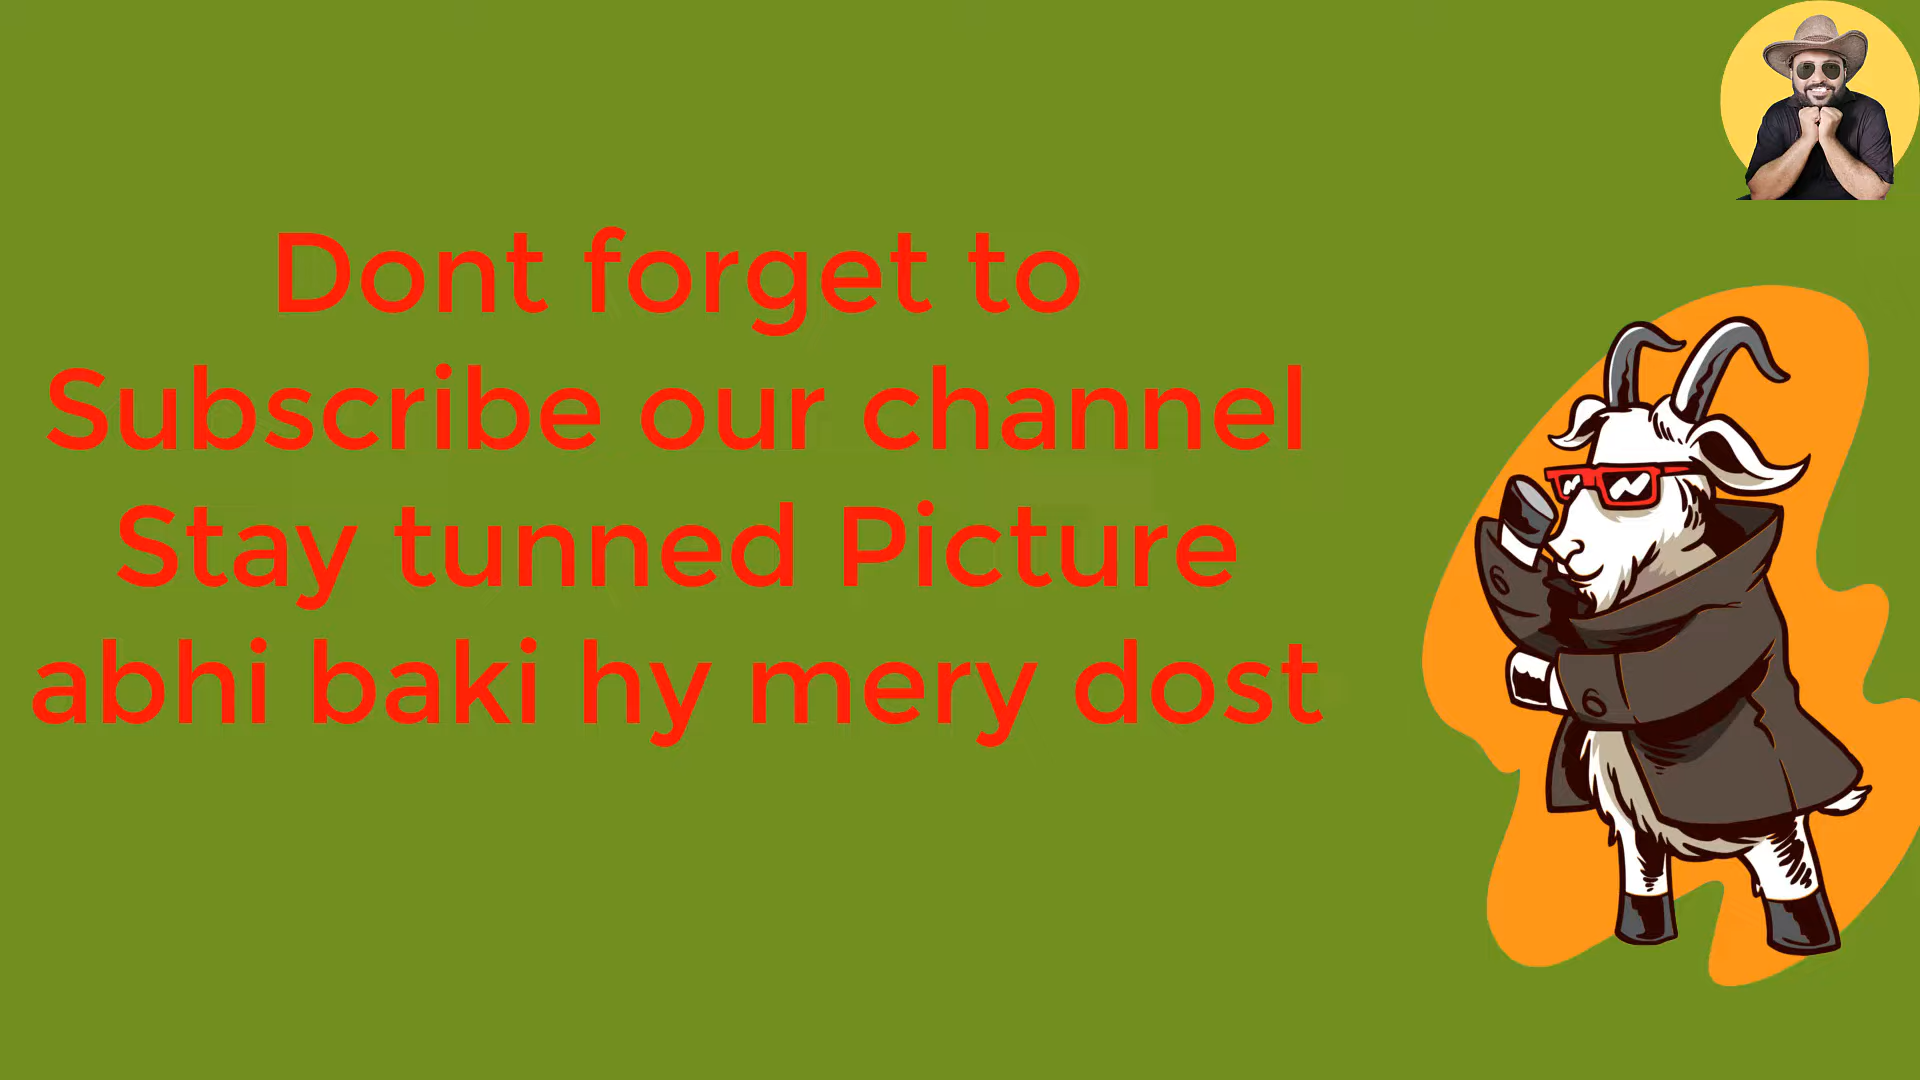 Dont forget to
Subscribe our channel
Stay tunned Picture
abhi baki hy mery dost